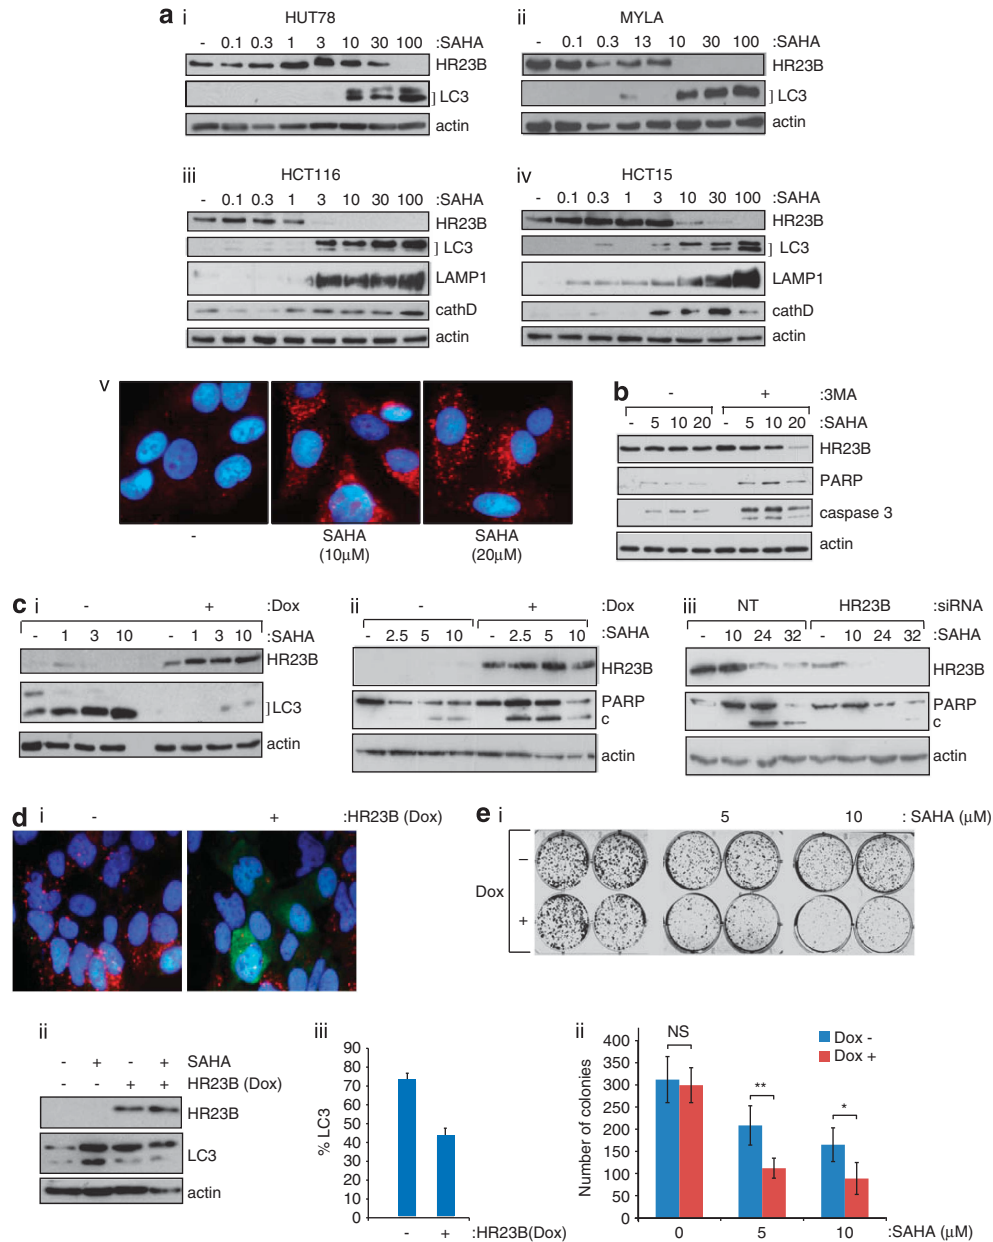 a i HUT78
- 0.1 0.3 1 3 10 30 100 :SAHA
HR23B
] LC3
actin
ii MYLA
- 0.1 0.3 13 10 30 100 :SAHA
HR23B
] LC3
actin
iii HCT116
- 0.1 0.3 1 3 10 30 100 :SAHA
HR23B
] LC3
LAMP1
cathD
actin
iv HCT15
- 0.1 0.3 1 3 10 30 100 :SAHA
HR23B
] LC3
LAMP1
cathD
actin
v
-
SAHA
(10μM)
SAHA
(20μM)
b - + :3MA
- 5 10 20 - 5 10 20 :SAHA
HR23B
PARP
caspase 3
actin
c i - + :Dox
- 1 3 10 - 1 3 10 :SAHA
HR23B
]LC3
actin
ii - + :Dox
- 2.5 5 10 - 2.5 5 10 :SAHA
HR23B
PARP
c
actin
iii NT HR23B :siRNA
- 10 24 32 - 10 24 32 :SAHA
HR23B
PARP
c
actin
d i - + :HR23B (Dox)
ii
- + - + SAHA
- - + + HR23B (Dox)
HR23B
LC3
actin
iii
% LC3
90
80
70
60
50
40
30
20
10
0
- + :HR23B(Dox)
e i 5 10 : SAHA (μM)
Dox
–
+
ii
Number of colonies
400
350
300
250
200
150
100
50
0
NS
**
*
Dox -
Dox +
0 5 10 :SAHA (μM)